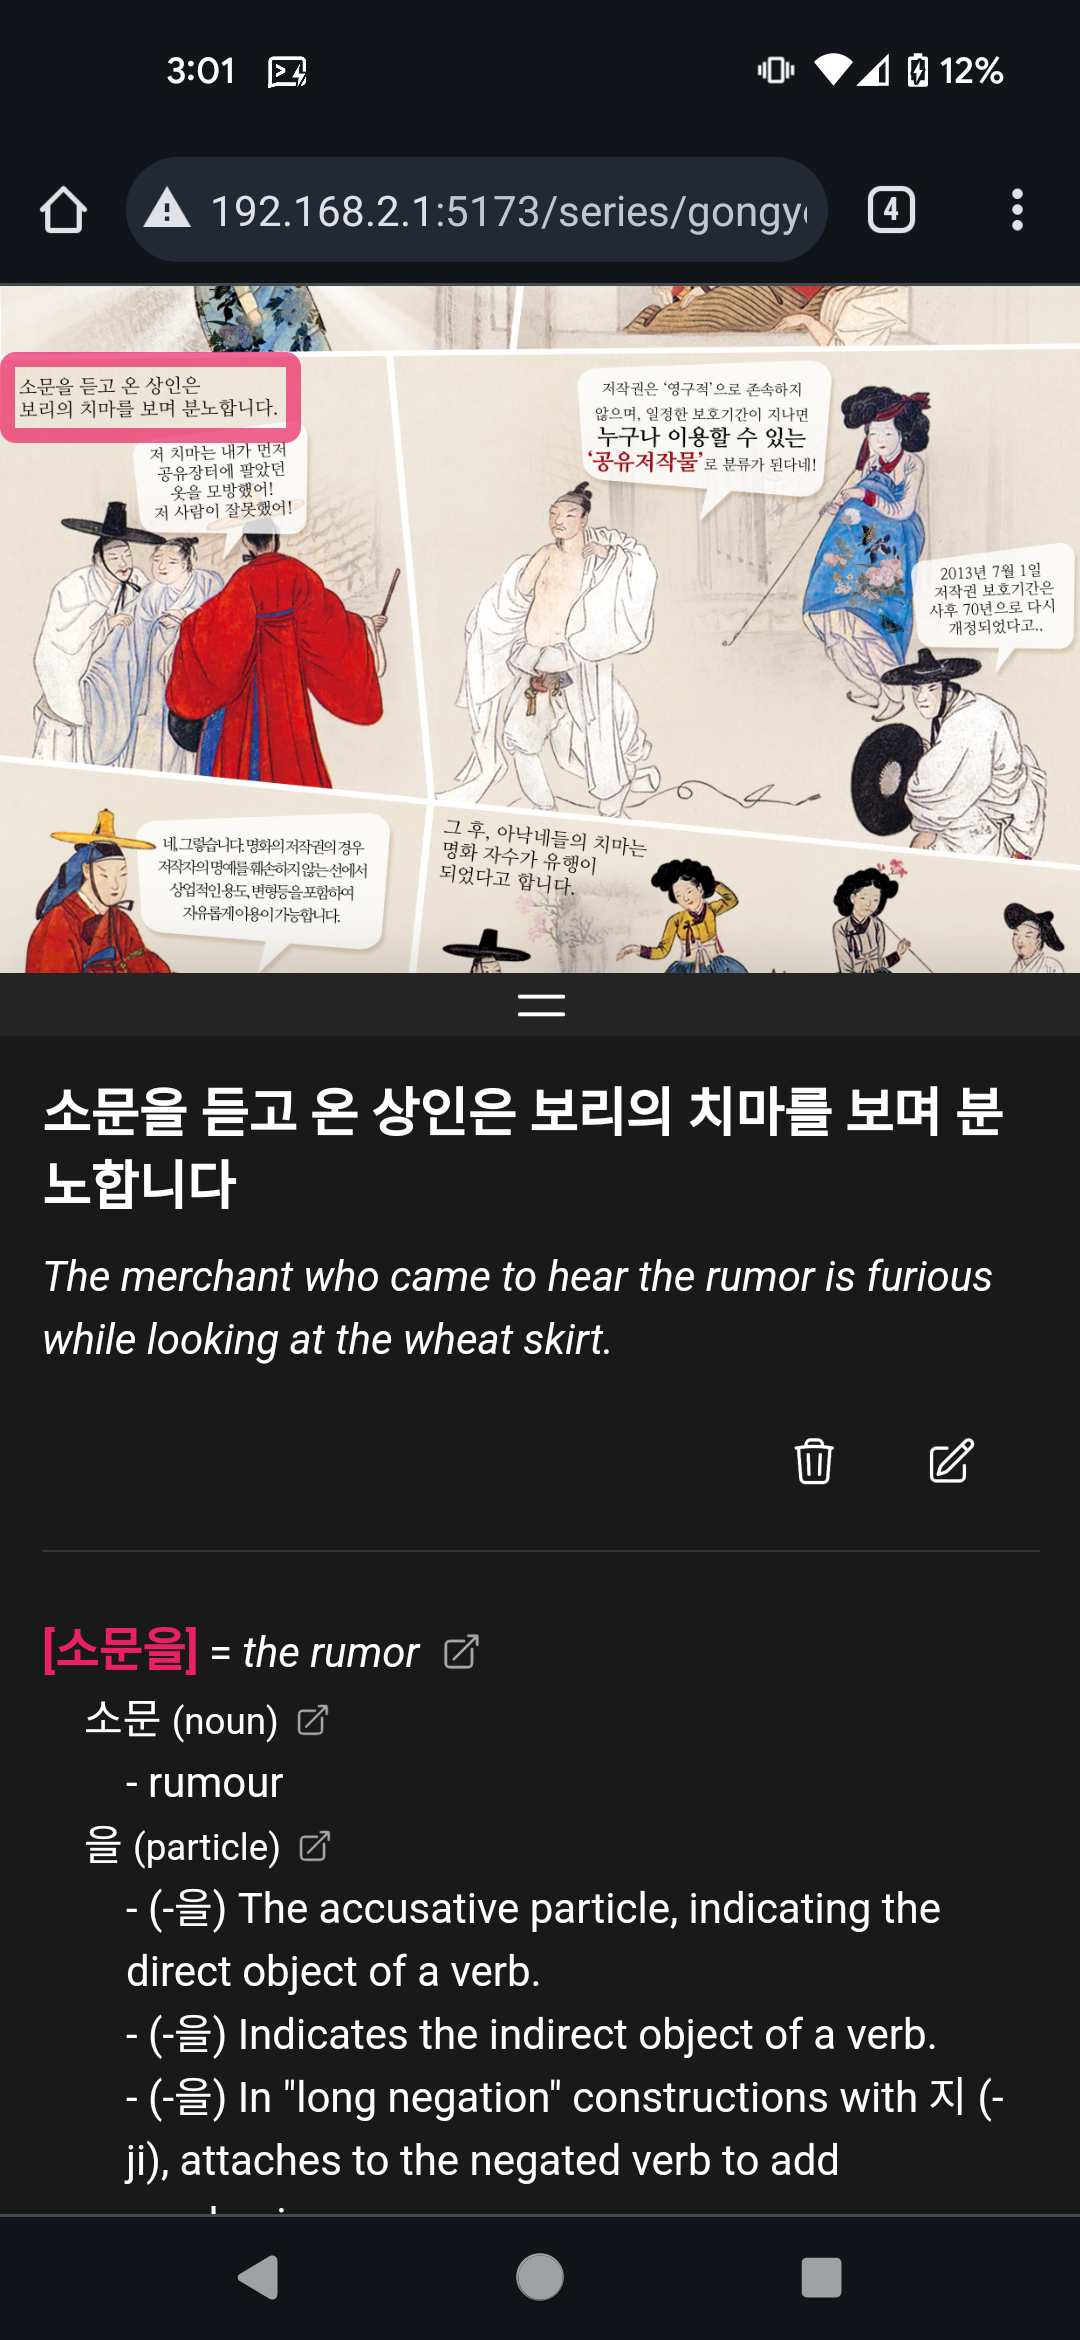 3:01
12%
192.168.2.1:5173/series/gongy
4
소문을 듣고 온 상인은
보리의 치마를 보며 분노합니다.
저 치마는 내가 먼저
공유장터에 팔았던
옷을 모방했어!
저 사람이 잘못했어!
저작권은 ‘영구적’으로 존속하지
않으며, 일정한 보호기간이 지나면
누구나 이용할 수 있는
‘공유저작물’로 분류가 된다네!
2013년 7월 1일
저작권 보호기간은
사후 70년으로 다시
개정되었다고..
네, 그렇습니다. 명화의 저작권의 경우
저작자의 명예를 훼손하지 않는 선에서
상업적인 용도, 변형등을 포함하여
자유롭게 이용이 가능합니다.
그 후, 아낙네들의 치마는
명화 자수가 유행이
되었다고 합니다.
소문을 듣고 온 상인은 보리의 치마를 보며 분
노합니다
The merchant who came to hear the rumor is furious
while looking at the wheat skirt.
[소문을] = the rumor
소문 (noun)
- rumour
을 (particle)
- (-을) The accusative particle, indicating the
direct object of a verb.
- (-을) Indicates the indirect object of a verb.
- (-을) In "long negation" constructions with 지 (-
ji), attaches to the negated verb to add